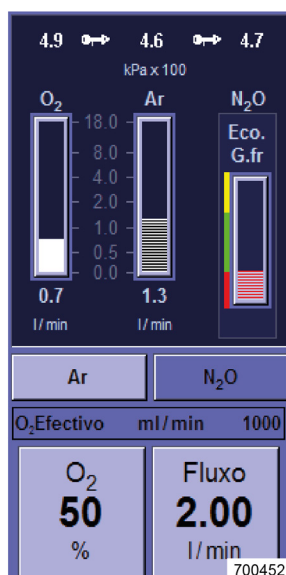 4.9 4.6 4.7
kPa x 100
O₂ Ar N₂O
18.0
8.0
4.0
2.0
1.0
0.5
0.0
Eco.
G.fr
0.7 1.3
l/min l/min
Ar N₂O
O₂Efectivo ml/min 1000
O₂ Fluxo
50 2.00
% l/min
700452